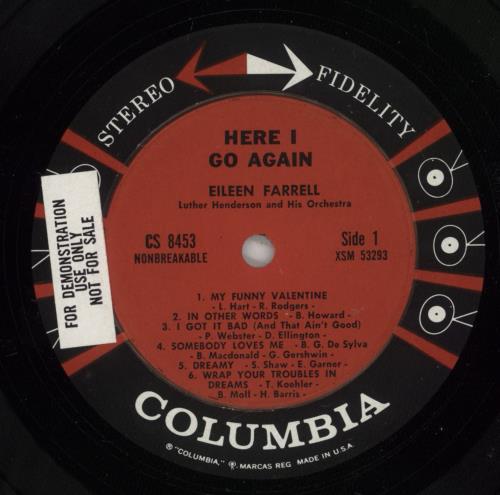 STEREO FIDELITY
HERE I
GO AGAIN
EILEEN FARRELL
Luther Henderson and His Orchestra
CS 8453
NONBREAKABLE
Side 1
XSM 53293
FOR DEMONSTRATION
USE ONLY
NOT FOR SALE
1. MY FUNNY VALENTINE
- L. Hart - R. Rodgers -
2. IN OTHER WORDS - B. Howard -
3. I GOT IT BAD (And That Ain't Good)
- P. Webster - D. Ellington -
4. SOMEBODY LOVES ME - B. G. De Sylva
- B. Macdonald - G. Gershwin -
5. DREAMY - S. Shaw - E. Garner -
6. WRAP YOUR TROUBLES IN
DREAMS - T. Koehler -
B. Moll - H. Barris -
COLUMBIA
® "COLUMBIA," ®. MARCAS REG MADE IN U.S.A.